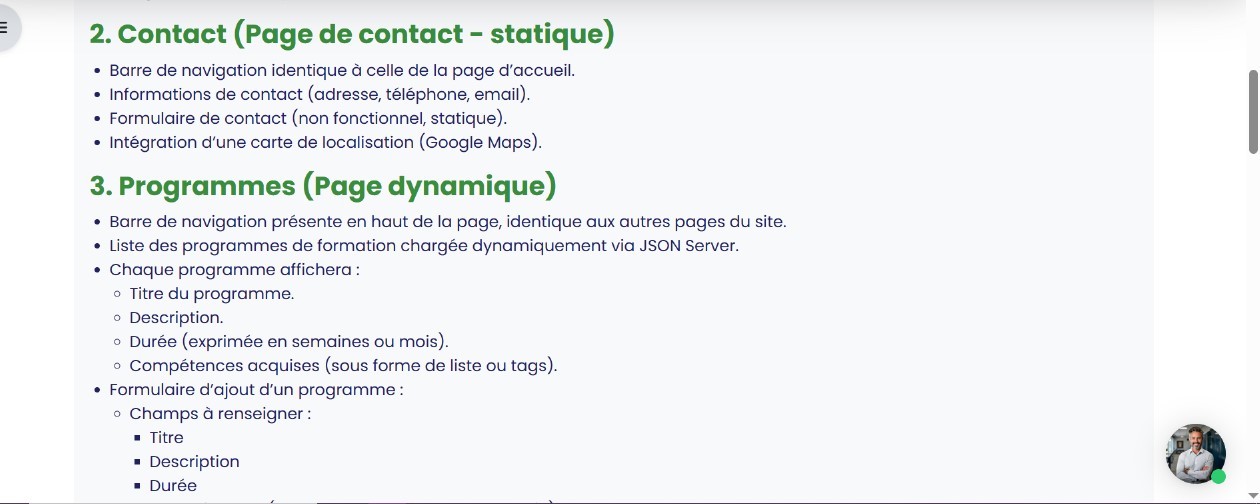 2. Contact (Page de contact - statique)
• Barre de navigation identique à celle de la page d’accueil.
• Informations de contact (adresse, téléphone, email).
• Formulaire de contact (non fonctionnel, statique).
• Intégration d’une carte de localisation (Google Maps).
3. Programmes (Page dynamique)
• Barre de navigation présente en haut de la page, identique aux autres pages du site.
• Liste des programmes de formation chargée dynamiquement via JSON Server.
• Chaque programme affichera :
◦ Titre du programme.
◦ Description.
◦ Durée (exprimée en semaines ou mois).
◦ Compétences acquises (sous forme de liste ou tags).
• Formulaire d’ajout d’un programme :
◦ Champs à renseigner :
▪ Titre
▪ Description
▪ Durée